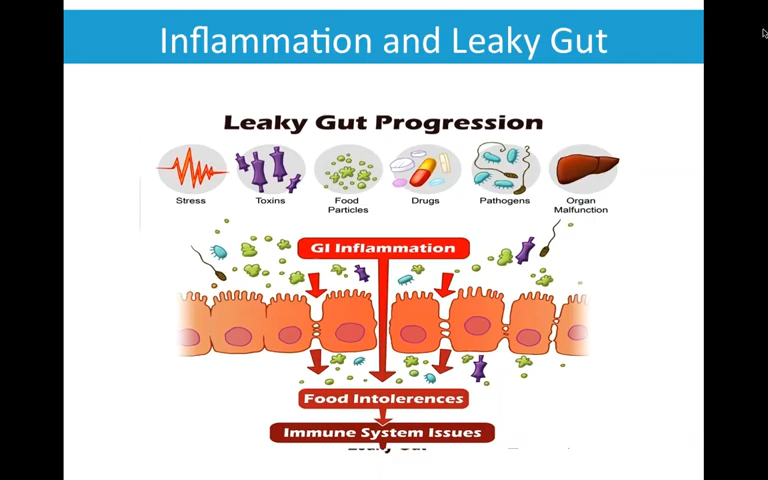 Inflammation and Leaky Gut
Leaky Gut Progression
Stress
Toxins
Food
Particles
Drugs
Pathogens
Organ
Malfunction
GI Inflammation
Food Intolerences
Immune System Issues